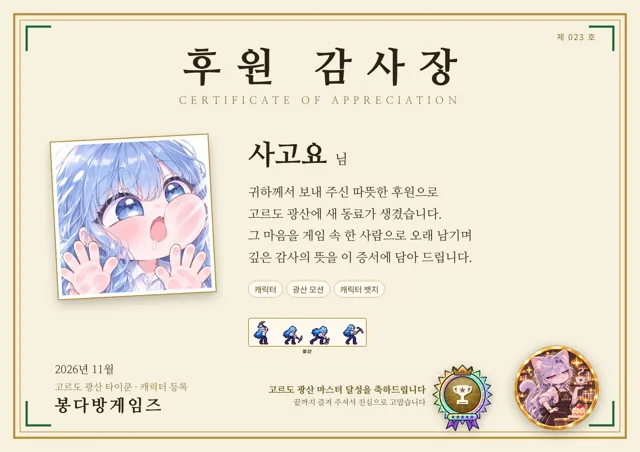 제 023 호
후원 감사장
CERTIFICATE OF APPRECIATION
사고요 님
귀하께서 보내 주신 따뜻한 후원으로
고르도 광산에 새 동료가 생겼습니다.
그 마음을 게임 속 한 사람으로 오래 남기며
깊은 감사의 뜻을 이 증서에 담아 드립니다.
캐릭터 광산 모션 캐릭터 뱃지
광산
2026년 11월
고르도 광산 타이쿤 · 캐릭터 등록
봉다방게임즈
고르도 광산 마스터 달성을 축하드립니다
끝까지 즐겨 주셔서 진심으로 고맙습니다